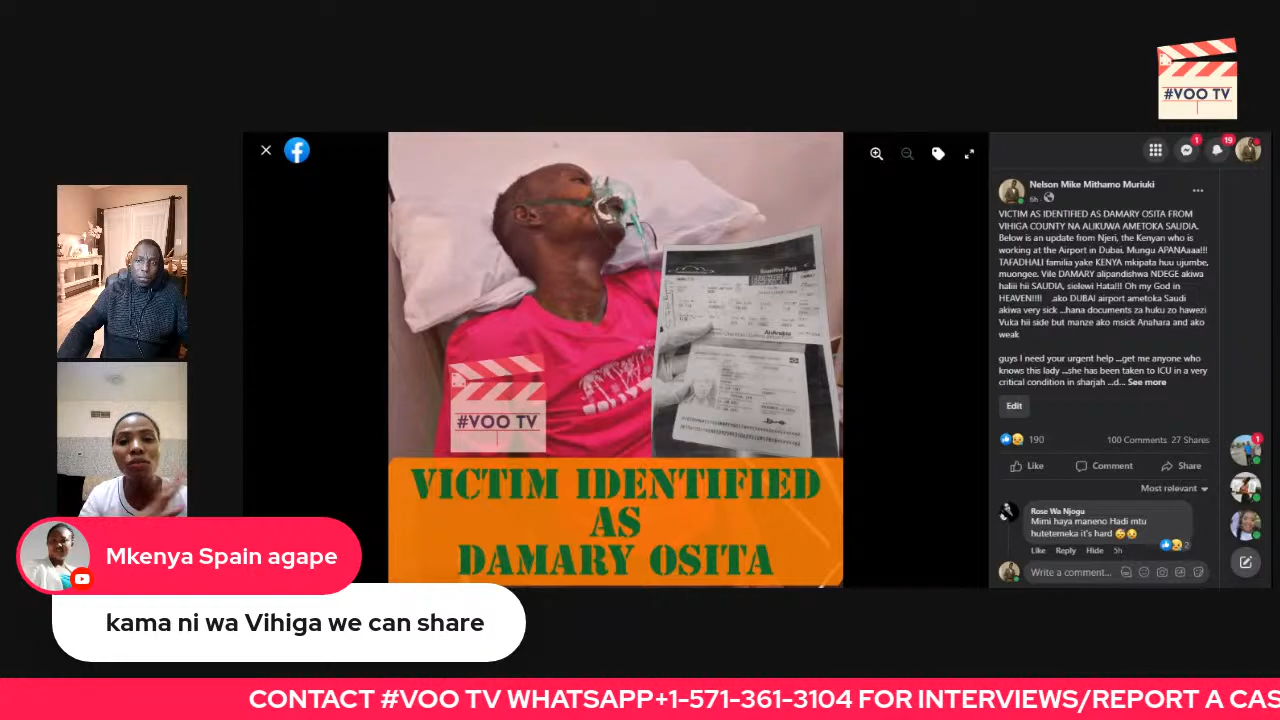 #VOO TV
Nelson Mike Mithamo Muriuki
6h
VICTIM AS IDENTIFIED AS DAMARY OSITA FROM
VIHIGA COUNTY NA ALIKUWA AMETOKA SAUDIA.
Below is an update from Njeri, the Kenyan who is
working at the Airport in Dubai. Mungu APANAaaa!!!
TAFADHALI familia yake KENYA mkipata huu ujumbe,
muongee. Vile DAMARY alipandishwa NDEGE akiwa
haliii hii SAUDIA, sielewi Hata!!! Oh my God in
HEAVEN!!!! .ako DUBAI airport ametoka Saudi
akiwa very sick ...hana documents za huku zo hawezi
Vuka hii side but manze ako msick Anahara and ako
weak
guys I need your urgent help ...get me anyone who
knows this lady ...she has been taken to ICU in a very
critical condition in sharjah ...d... See more
Edit
190
100 Comments 27 Shares
Like Comment Share
Most relevant
Rose Wa Njogu
Mimi haya maneno Hadi mtu
hutetemeka it's hard
2
Like Reply Hide 5h
Write a comment...
1
19
1
Boarding Pass
#VOO TV
VICTIM IDENTIFIED
AS
DAMARY OSITA
Mkenya Spain agape
kama ni wa Vihiga we can share
CONTACT #VOO TV WHATSAPP+1-571-361-3104 FOR INTERVIEWS/REPORT A CAS